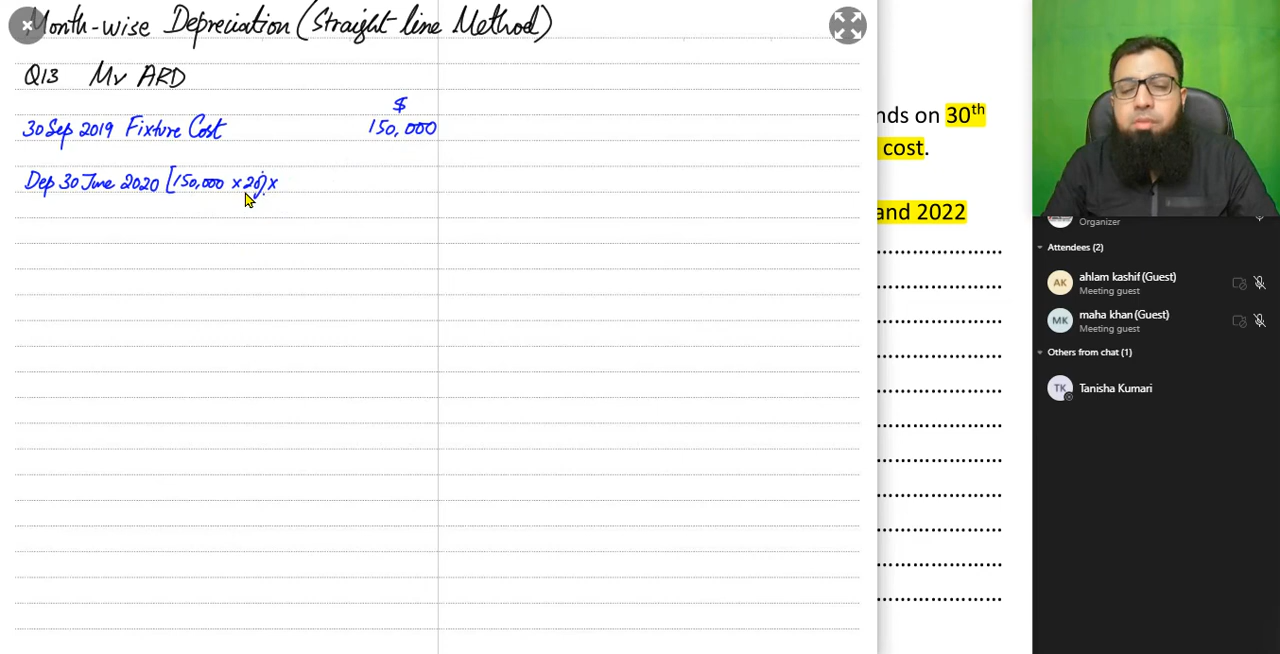 Month-wise Depreciation (Straight line Method)
Q13 Mr ARD
$
30 Sep 2019 Fixture Cost 150,000
Dep 30 June 2020 [150,000 × 20% ×
nds on 30th
cost.
and 2022
Organizer
Attendees (2)
AK ahlam kashif (Guest)
Meeting guest
MK maha khan (Guest)
Meeting guest
Others from chat (1)
TK Tanisha Kumari